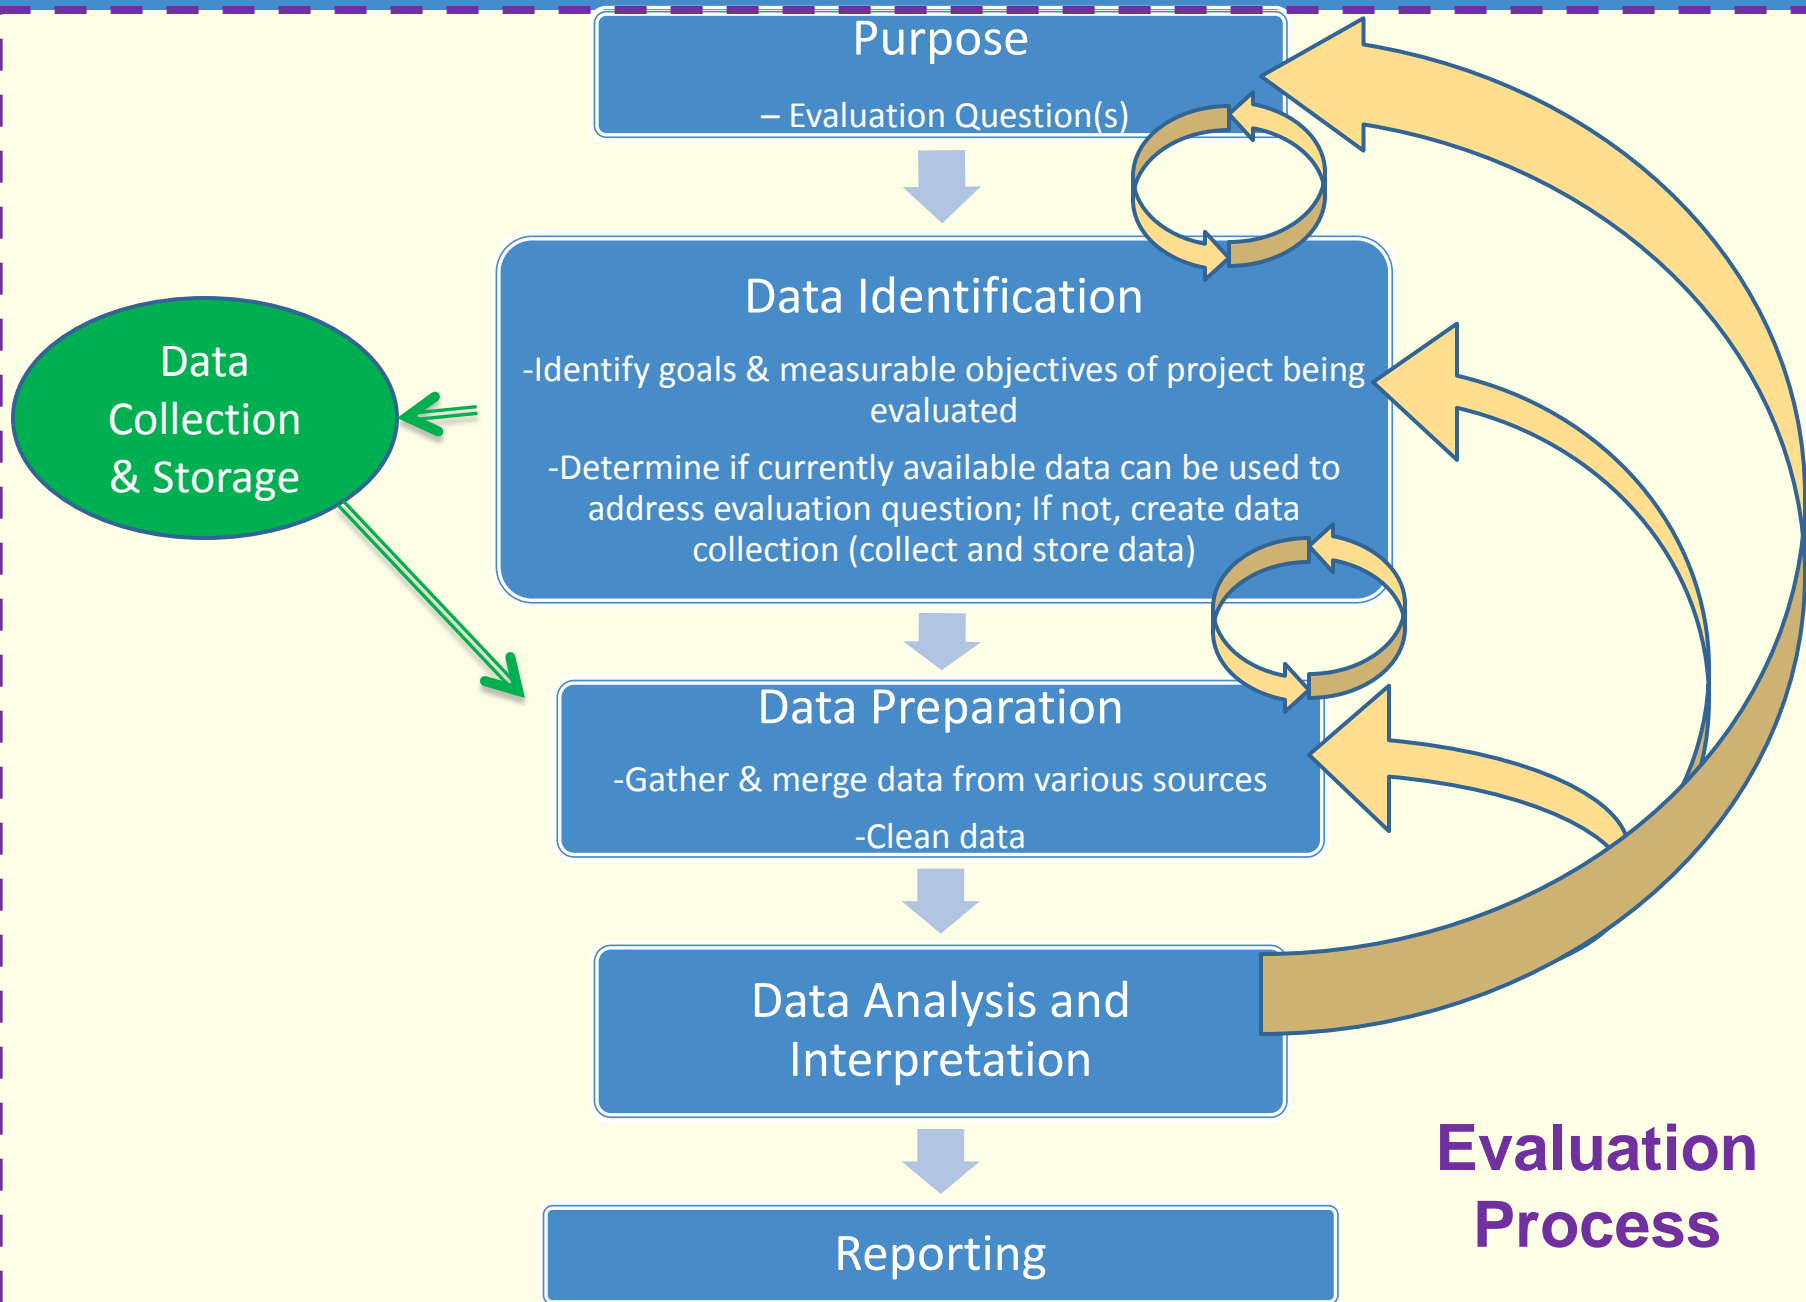 Purpose
– Evaluation Question(s)
Data Identification
-Identify goals & measurable objectives of project being
evaluated
-Determine if currently available data can be used to
address evaluation question; If not, create data
collection (collect and store data)
Data
Collection
& Storage
Data Preparation
-Gather & merge data from various sources
-Clean data
Data Analysis and
Interpretation
Reporting
Evaluation
Process